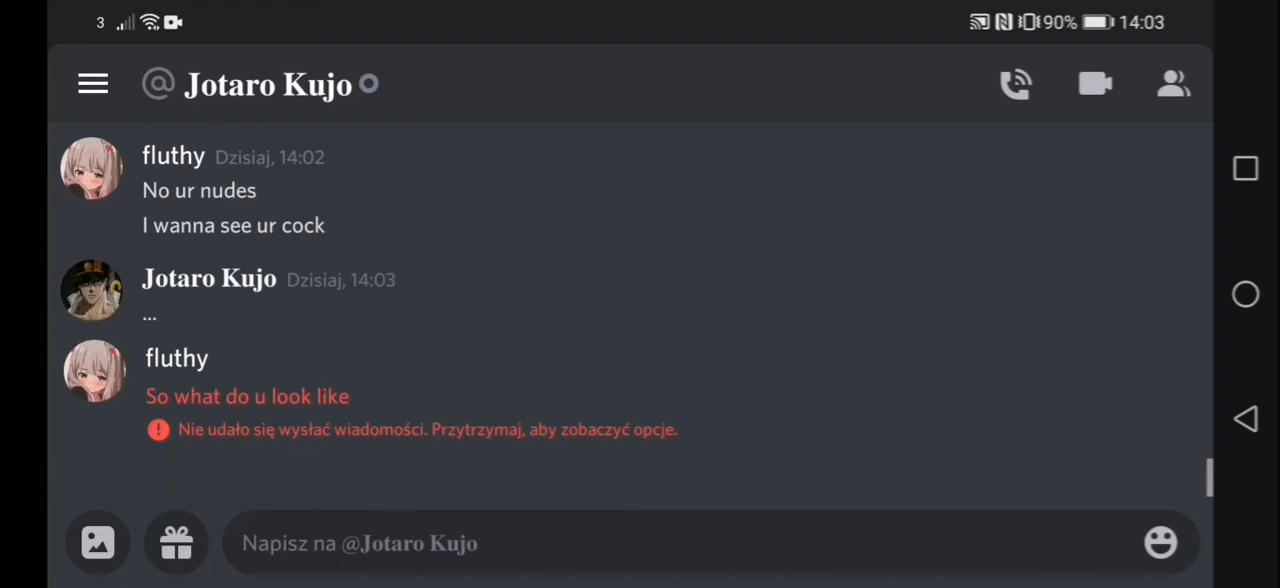 3 90% 14:03
@ Jotaro Kujo
fluthy Dzisiaj, 14:02
No ur nudes
I wanna see ur cock
Jotaro Kujo Dzisiaj, 14:03
...
fluthy
So what do u look like
! Nie udało się wysłać wiadomości. Przytrzymaj, aby zobaczyć opcje.
Napisz na @Jotaro Kujo